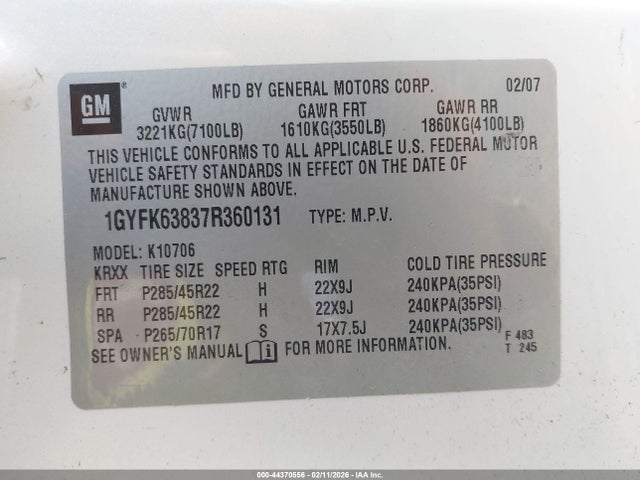 GM
MFD BY GENERAL MOTORS CORP. 02/07
GVWR GAWR FRT GAWR RR
3221KG(7100LB) 1610KG(3550LB) 1860KG(4100LB)
THIS VEHICLE CONFORMS TO ALL APPLICABLE U.S. FEDERAL MOTOR
VEHICLE SAFETY STANDARDS IN EFFECT ON THE DATE OF
MANUFACTURE SHOWN ABOVE.
1GYFK63837R360131 TYPE: M.P.V.
MODEL: K10706
KRXX TIRE SIZE SPEED RTG RIM COLD TIRE PRESSURE
FRT P285/45R22 H 22X9J 240KPA(35PSI)
RR P285/45R22 H 22X9J 240KPA(35PSI)
SPA P265/70R17 S 17X7.5J 240KPA(35PSI)
SEE OWNER'S MANUAL i FOR MORE INFORMATION.
F 483
T 245
000-44370556 - 02/11/2026 - IAA Inc.